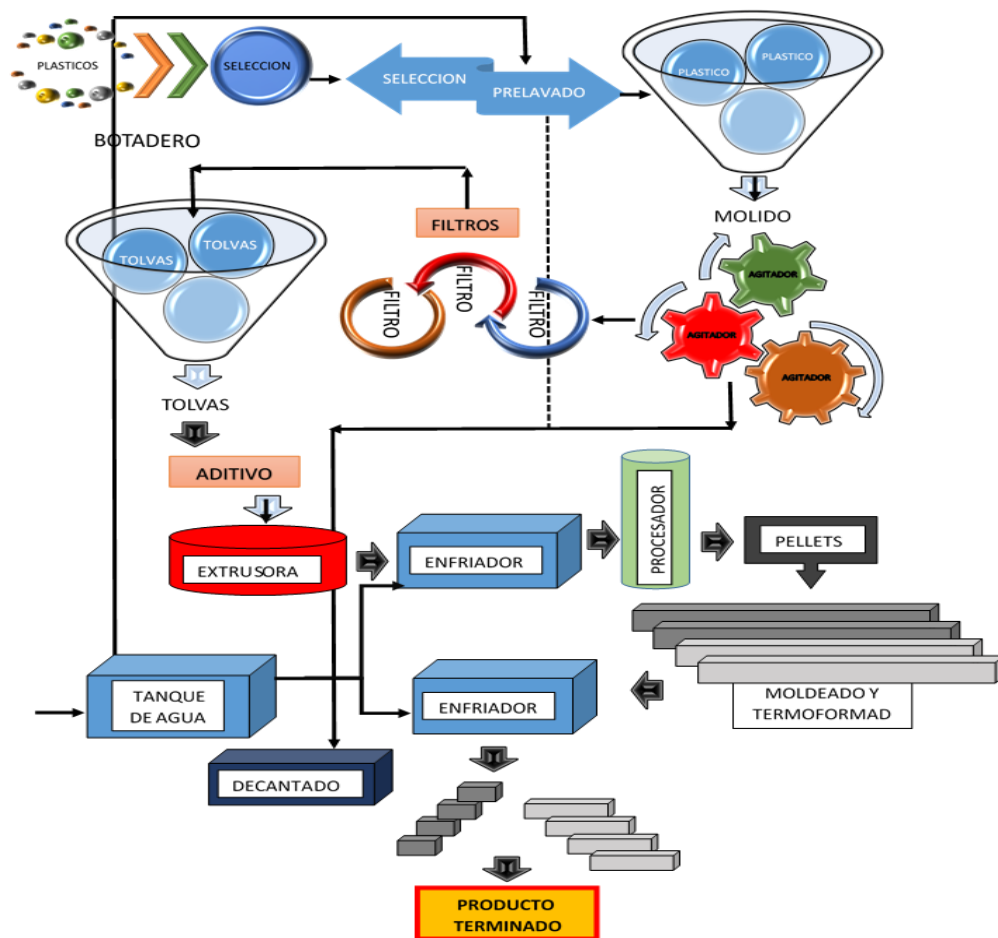 PLASTICOS
SELECCION
SELECCION
PRELAVADO
PLASTICO
PLASTICO
BOTADERO
MOLIDO
FILTROS
TOLVAS
TOLVAS
AGITADOR
FILTRO
FILTRO
FILTRO
AGITADOR
AGITADOR
TOLVAS
ADITIVO
PROCESADOR
EXTRUSORA
ENFRIADOR
PELLETS
TANQUE
DE AGUA
ENFRIADOR
MOLDEADO Y
TERMOFORMAD
DECANTADO
PRODUCTO
TERMINADO